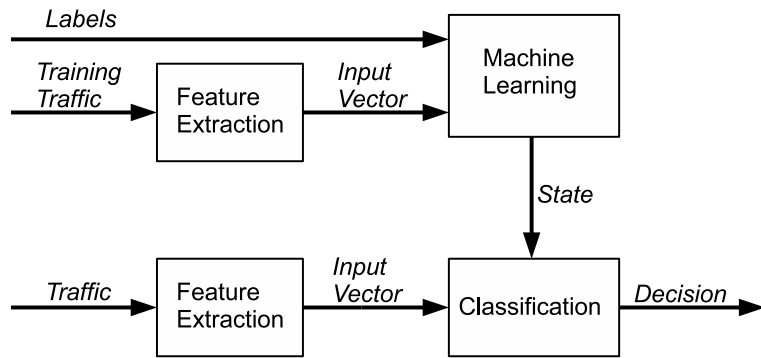 Labels
Training
Traffic
Feature
Extraction
Input
Vector
Machine
Learning
State
Traffic
Feature
Extraction
Input
Vector
Classification
Decision